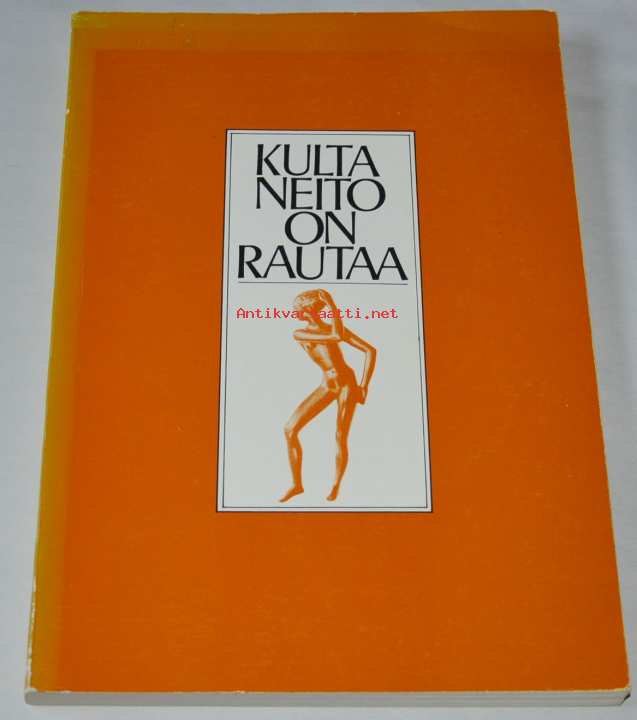 KULTA
NEITO
ON
RAUTAA
Antikvariaatti.net